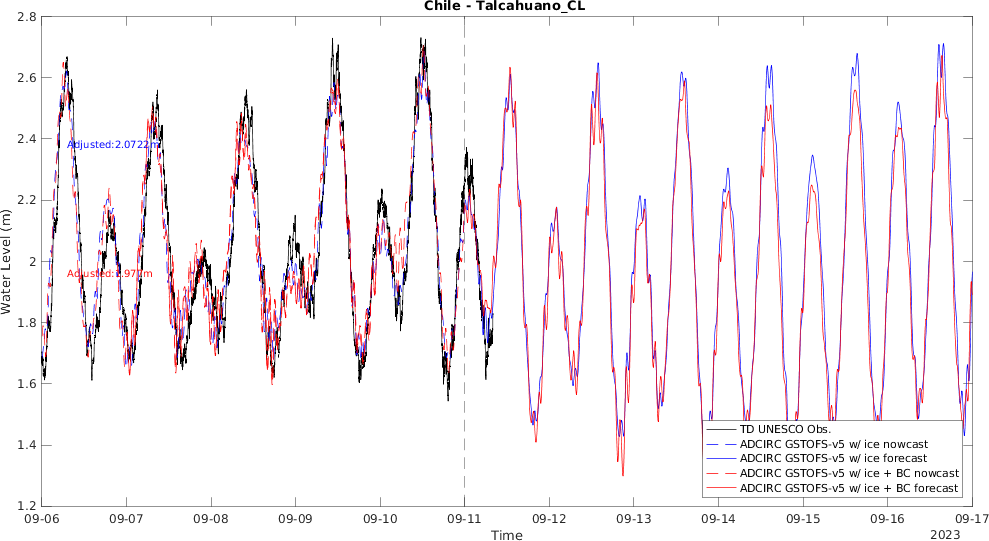 Chile - Talcahuano_CL
2.8
2.6
2.4
2.2
2
1.8
1.6
1.4
1.2
Water Level (m)
Adjusted:2.0722m
Adjusted:1.977m
TD UNESCO Obs.
ADCIRC GSTOFS-v5 w/ ice nowcast
ADCIRC GSTOFS-v5 w/ ice forecast
ADCIRC GSTOFS-v5 w/ ice + BC nowcast
ADCIRC GSTOFS-v5 w/ ice + BC forecast
09-06 09-07 09-08 09-09 09-10 09-11 09-12 09-13 09-14 09-15 09-16 09-17
Time
2023